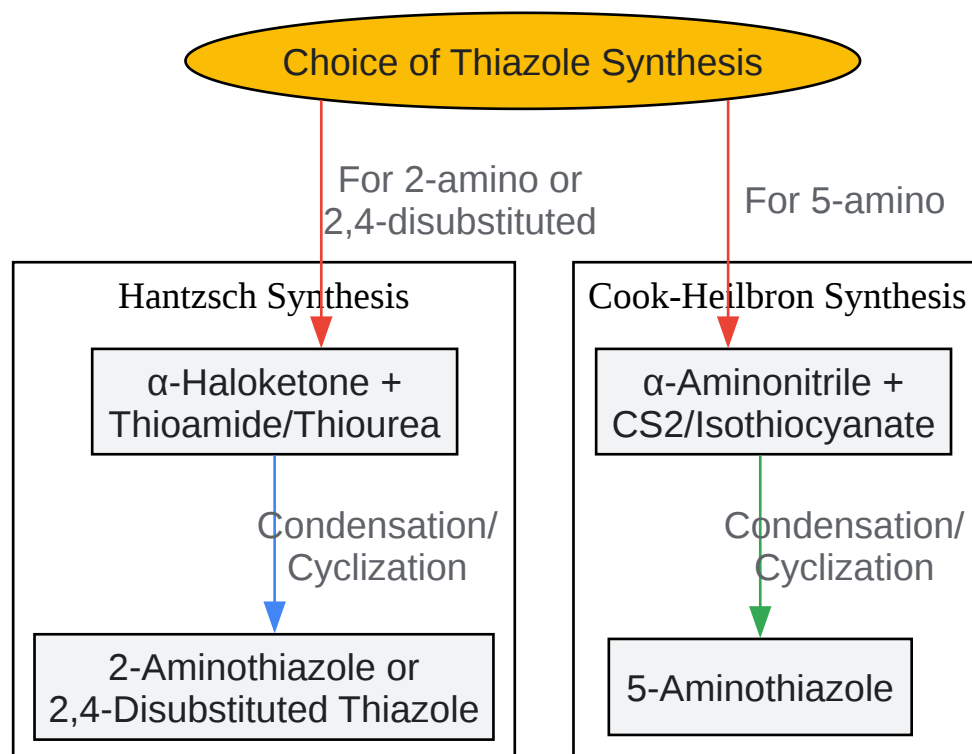 Choice of Thiazole Synthesis
For 2-amino or
2,4-disubstituted
For 5-amino
Hantzsch Synthesis
Cook-Heilbron Synthesis
α-Haloketone +
Thioamide/Thiourea
α-Aminonitrile +
CS2/Isothiocyanate
Condensation/
Cyclization
Condensation/
Cyclization
2-Aminothiazole or
2,4-Disubstituted Thiazole
5-Aminothiazole